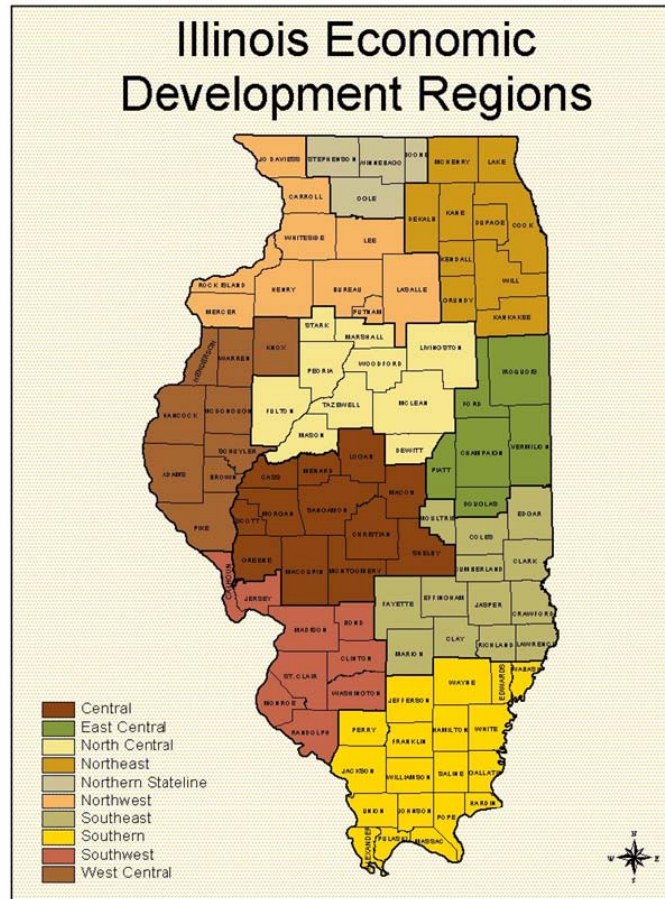 Illinois Economic
Development Regions
JO DAVIESS
STEPHENSON
WINNEBAGO
BOONE
MCHENRY
LAKE
CARROLL
OGLE
DEKALB
KANE
DUPAGE
COOK
WHITESIDE
LEE
KENDALL
WILL
ROCK ISLAND
HENRY
BUREAU
LASALLE
GRUNDY
MERCER
PUTNAM
KANKAKEE
STARK
MARSHALL
LIVINGSTON
HENDERSON
WARREN
KNOX
PEORIA
WOODFORD
IROQUOIS
FORD
HANCOCK
MCDONOUGH
FULTON
TAZEWELL
MCLEAN
MASON
SCHUYLER
LOGAN
DEWITT
CHAMPAIGN
VERMILION
ADAMS
BROWN
CASS
MENARD
PIATT
MACON
PIKE
SCOTT
MORGAN
SANGAMON
DOUGLAS
MOULTRIE
EDGAR
CHRISTIAN
COLES
GREENE
SHELBY
CLARK
MACOUPIN
MONTGOMERY
CUMBERLAND
CALHOUN
JERSEY
FAYETTE
EFFINGHAM
JASPER
CRAWFORD
MADISON
BOND
CLAY
RICHLAND
LAWRENCE
CLINTON
MARION
ST. CLAIR
WAYNE
EDWARDS
WABASH
WASHINGTON
JEFFERSON
MONROE
RANDOLPH
PERRY
HAMILTON
WHITE
FRANKLIN
JACKSON
WILLIAMSON
SALINE
GALLATIN
HARDIN
UNION
JOHNSON
POPE
ALEXANDER
PULASKI
MASSAC
Central
East Central
North Central
Northeast
Northern Stateline
Northwest
Southeast
Southern
Southwest
West Central
N
W
E
S